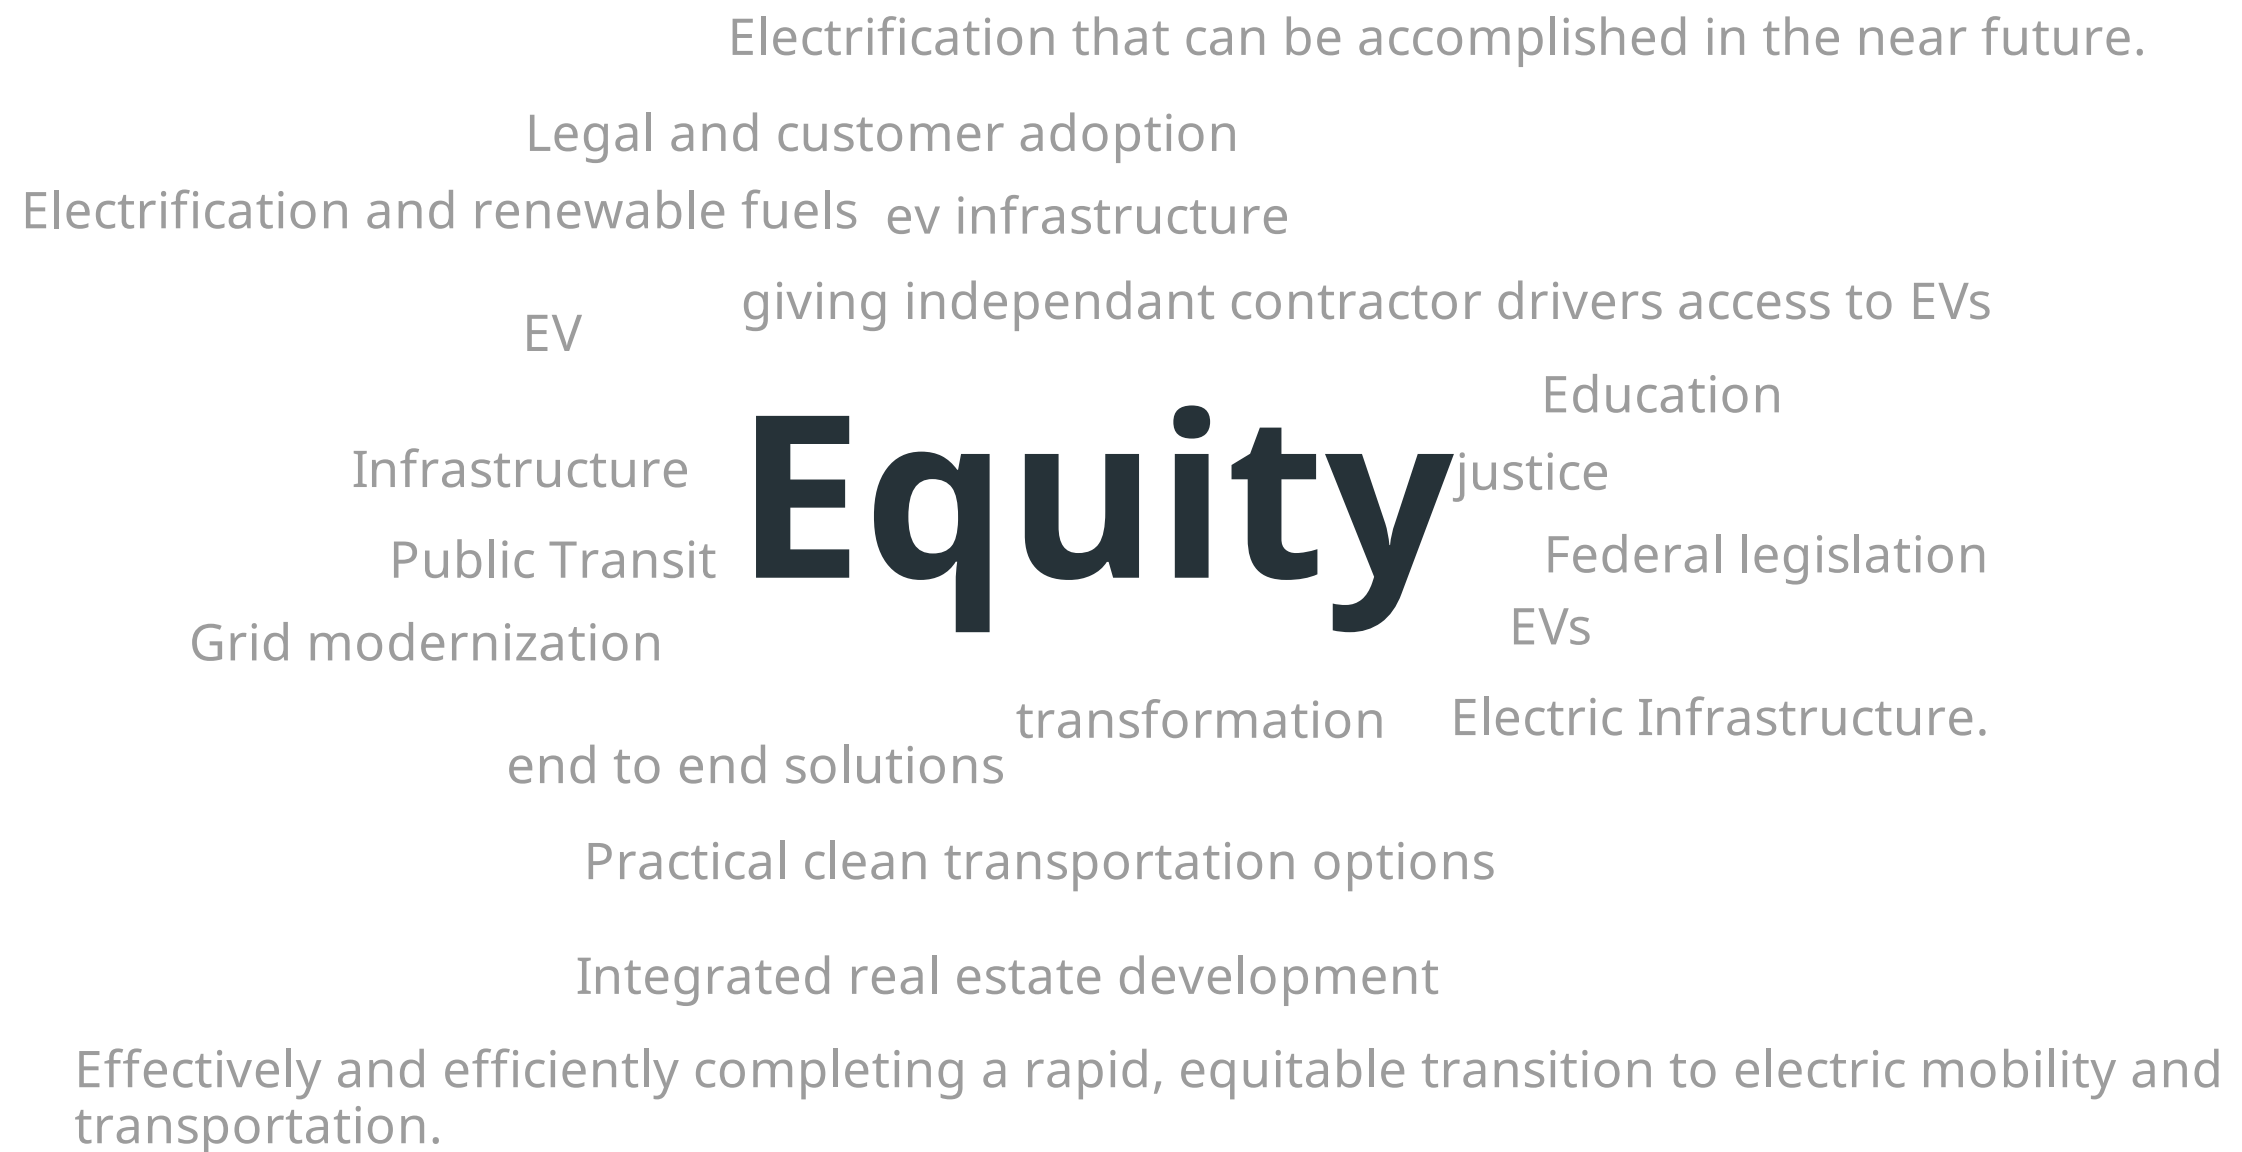 Electrification that can be accomplished in the near future.
Legal and customer adoption
Electrification and renewable fuels
ev infrastructure
giving independant contractor drivers access to EVs
EV
Education
Equity
Infrastructure
justice
Public Transit
Federal legislation
EVs
Grid modernization
transformation
Electric Infrastructure.
end to end solutions
Practical clean transportation options
Integrated real estate development
Effectively and efficiently completing a rapid, equitable transition to electric mobility and
transportation.